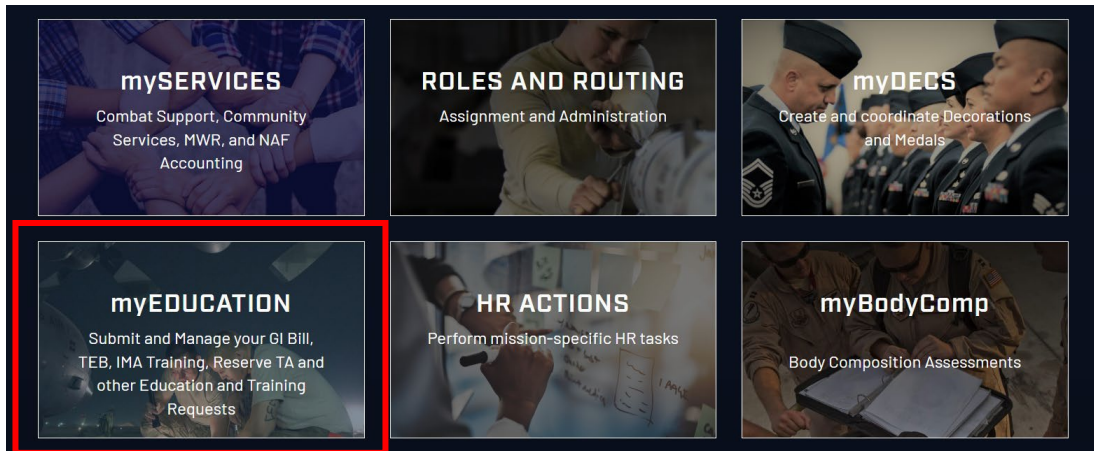 mySERVICES
Combat Support, Community
Services, MWR, and NAF
Accounting
ROLES AND ROUTING
Assignment and Administration
myDECS
Create and coordinate Decorations
and Medals
myEDUCATION
Submit and Manage your GI Bill,
TEB, IMA Training, Reserve TA and
other Education and Training
Requests
HR ACTIONS
Perform mission-specific HR tasks
myBodyComp
Body Composition Assessments